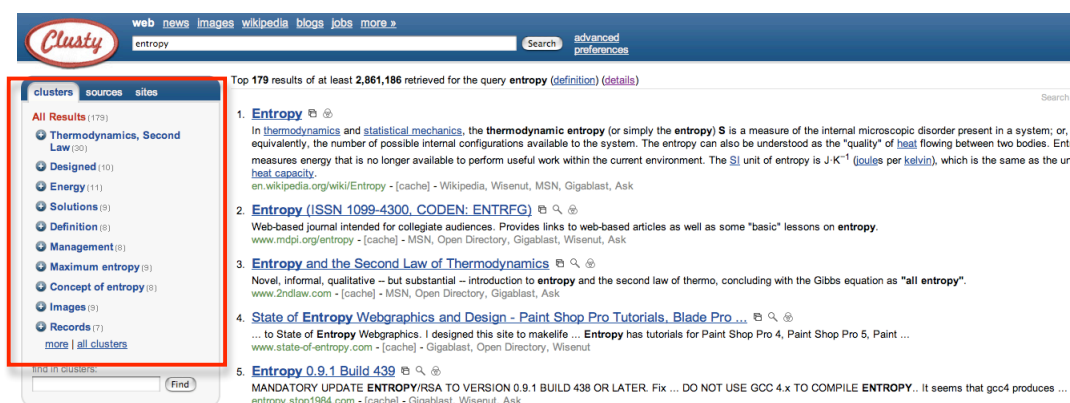 web news images wikipedia blogs jobs more »
Clusty
entropy
Search
advanced
preferences
clusters sources sites
All Results (179)
Thermodynamics, Second
Law (30)
Designed (10)
Energy (11)
Solutions (9)
Definition (8)
Management (8)
Maximum entropy (9)
Concept of entropy (8)
Images (9)
Records (7)
more | all clusters
find in clusters:
Find
Top 179 results of at least 2,861,186 retrieved for the query entropy (definition) (details)
Search
1. Entropy
In thermodynamics and statistical mechanics, the thermodynamic entropy (or simply the entropy) S is a measure of the internal microscopic disorder present in a system; or,
equivalently, the number of possible internal configurations available to the system. The entropy can also be understood as the "quality" of heat flowing between two bodies. Ent
measures energy that is no longer available to perform useful work within the current environment. The SI unit of entropy is J·K⁻¹ (joules per kelvin), which is the same as the un
heat capacity.
en.wikipedia.org/wiki/Entropy - [cache] - Wikipedia, Wisenut, MSN, Gigablast, Ask
2. Entropy (ISSN 1099-4300, CODEN: ENTRFG)
Web-based journal intended for collegiate audiences. Provides links to web-based articles as well as some "basic" lessons on entropy.
www.mdpi.org/entropy - [cache] - MSN, Open Directory, Gigablast, Wisenut, Ask
3. Entropy and the Second Law of Thermodynamics
Novel, informal, qualitative -- but substantial -- introduction to entropy and the second law of thermo, concluding with the Gibbs equation as "all entropy".
www.2ndlaw.com - [cache] - MSN, Open Directory, Gigablast, Ask
4. State of Entropy Webgraphics and Design - Paint Shop Pro Tutorials, Blade Pro ...
... to State of Entropy Webgraphics. I designed this site to makelife ... Entropy has tutorials for Paint Shop Pro 4, Paint Shop Pro 5, Paint ...
www.state-of-entropy.com - [cache] - Gigablast, Open Directory, Wisenut
5. Entropy 0.9.1 Build 439
MANDATORY UPDATE ENTROPY/RSA TO VERSION 0.9.1 BUILD 438 OR LATER. Fix ... DO NOT USE GCC 4.x TO COMPILE ENTROPY.. It seems that gcc4 produces ...
entropy.stop1984.com - [cache] - Gigablast, Wisenut, Ask